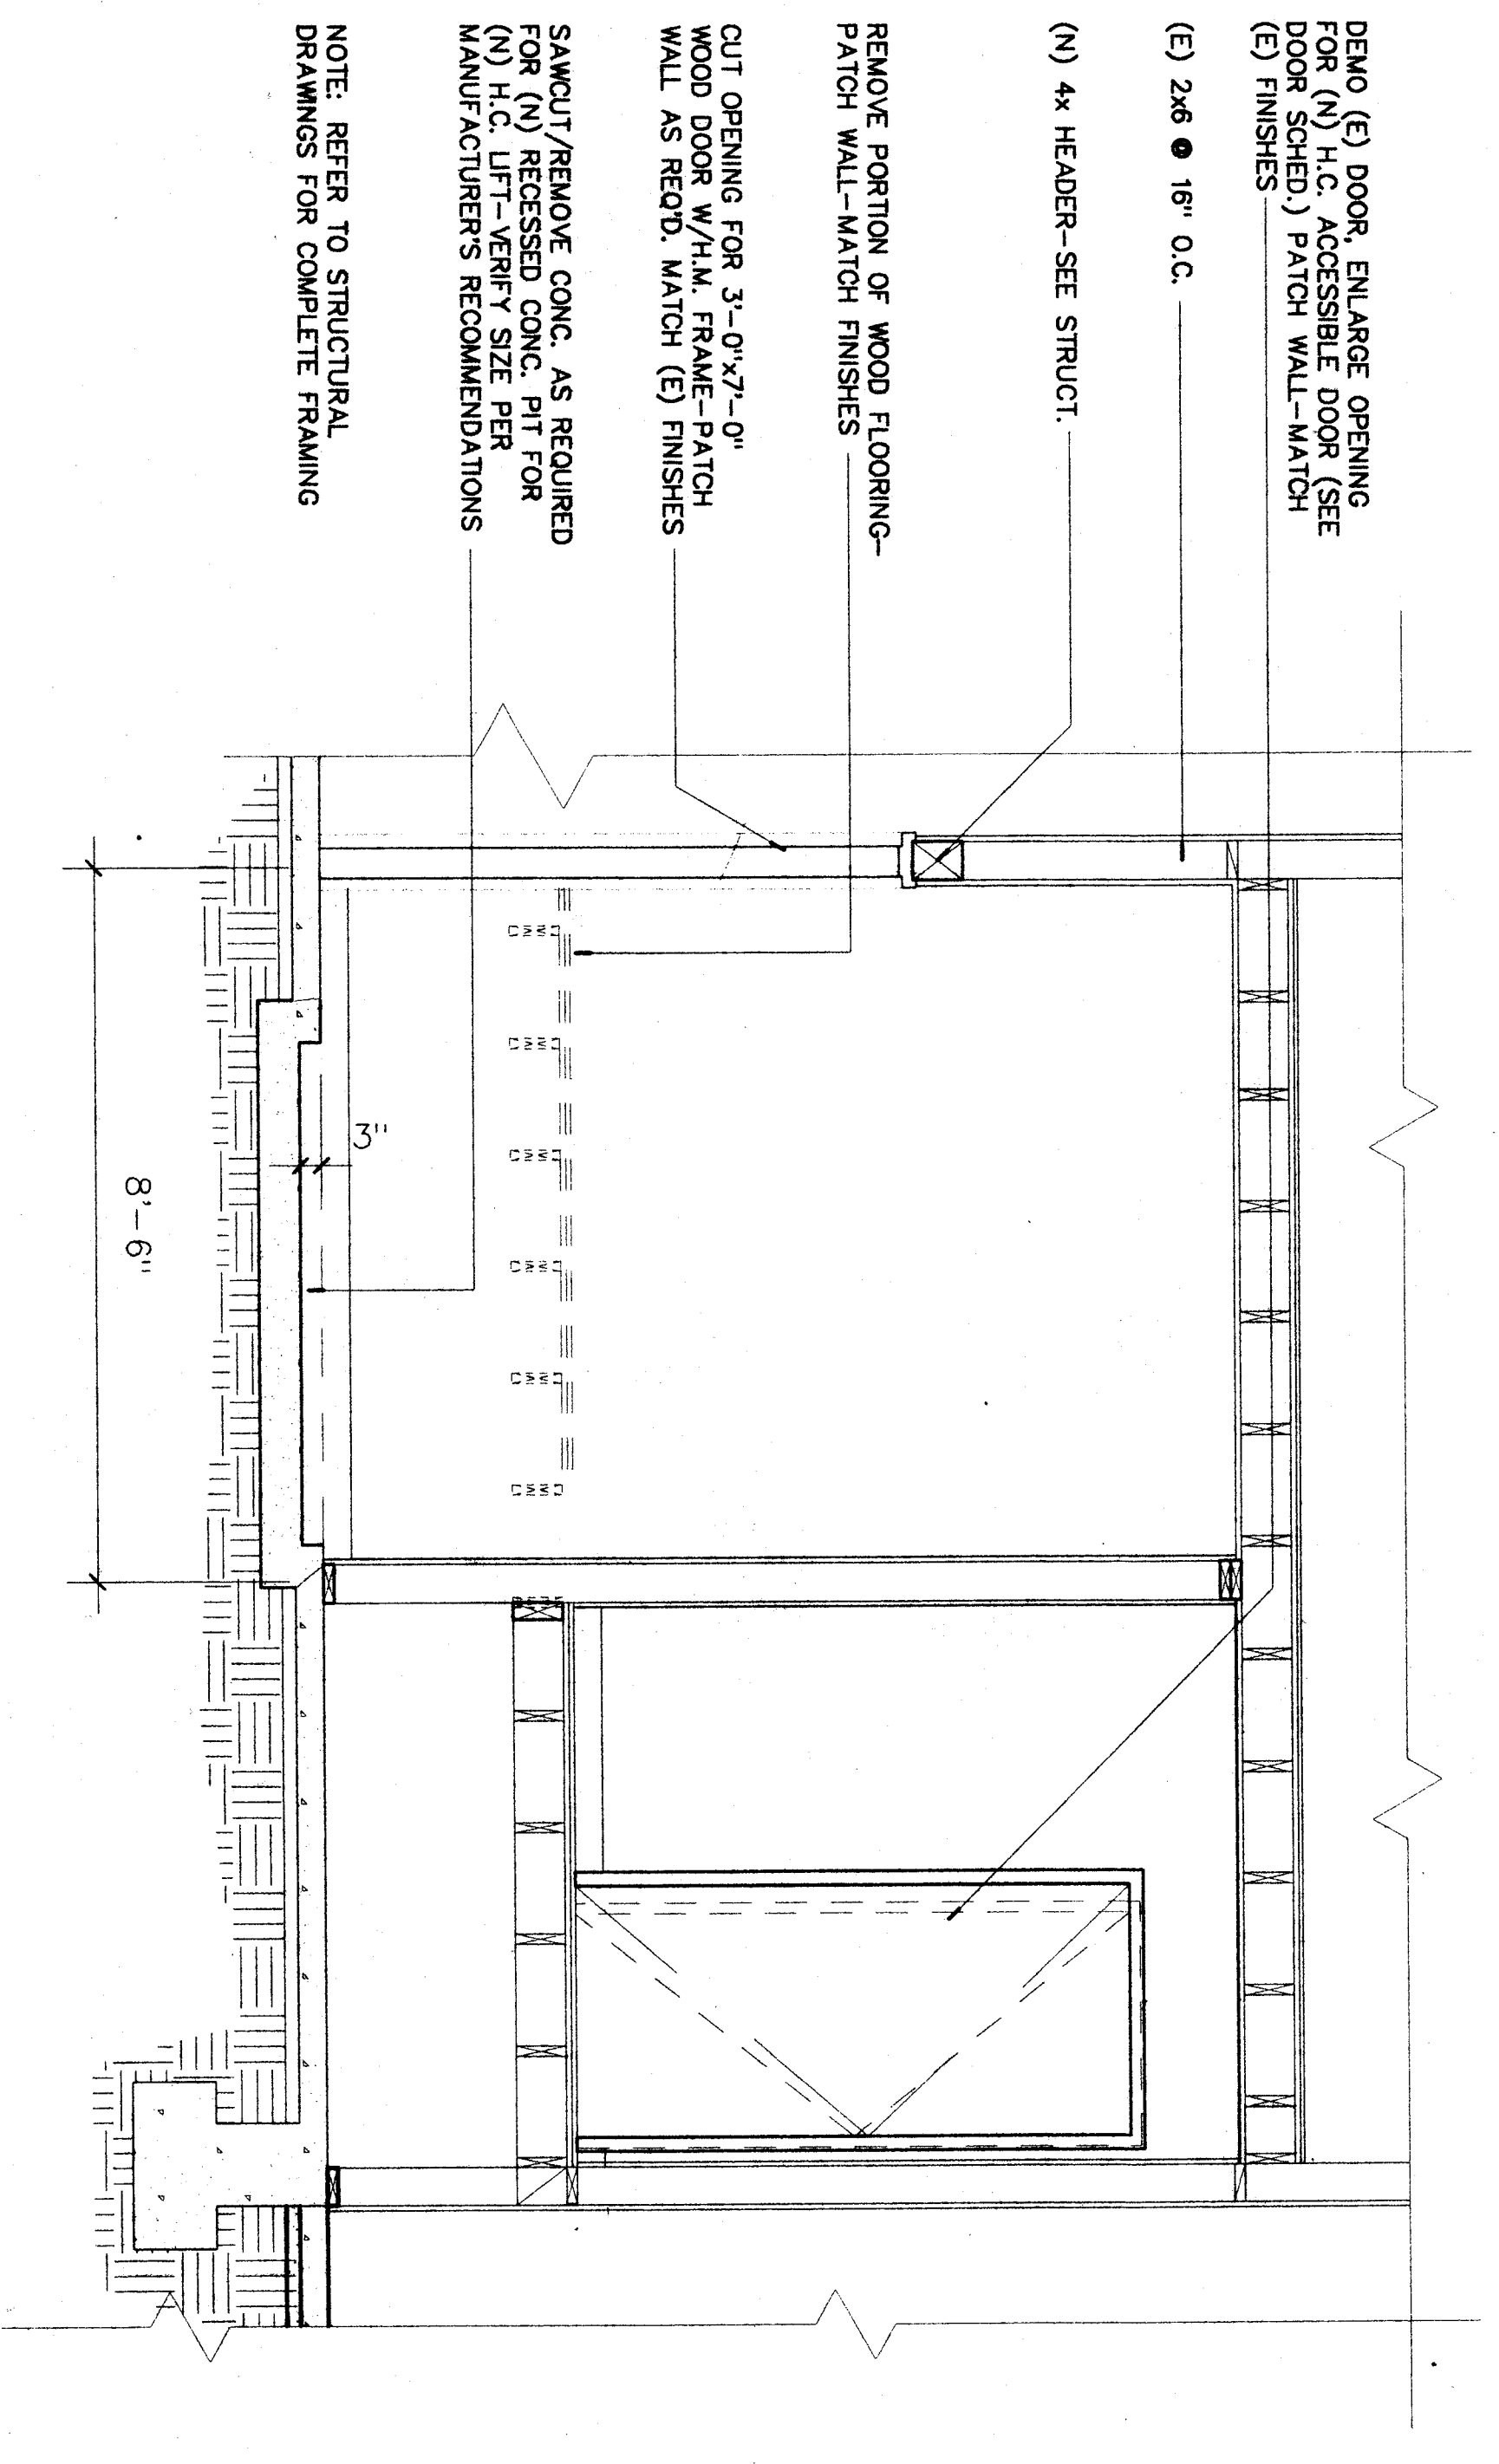 DEMO (E) DOOR, ENLARGE OPENING
FOR (N) H.C. ACCESSIBLE DOOR (SEE
DOOR SCHED.) PATCH WALL-MATCH
(E) FINISHES
(E) 2x6 @ 16" O.C.
(N) 4x HEADER-SEE STRUCT.
REMOVE PORTION OF WOOD FLOORING-
PATCH WALL-MATCH FINISHES
CUT OPENING FOR 3'-0"x7'-0"
WOOD DOOR W/H.M. FRAME-PATCH
WALL AS REQ'D. MATCH (E) FINISHES
SAWCUT/REMOVE CONC. AS REQUIRED
FOR (N) RECESSED CONC. PIT FOR
(N) H.C. LIFT-VERIFY SIZE PER
MANUFACTURER'S RECOMMENDATIONS
NOTE: REFER TO STRUCTURAL
DRAWINGS FOR COMPLETE FRAMING
3"
8'-6"